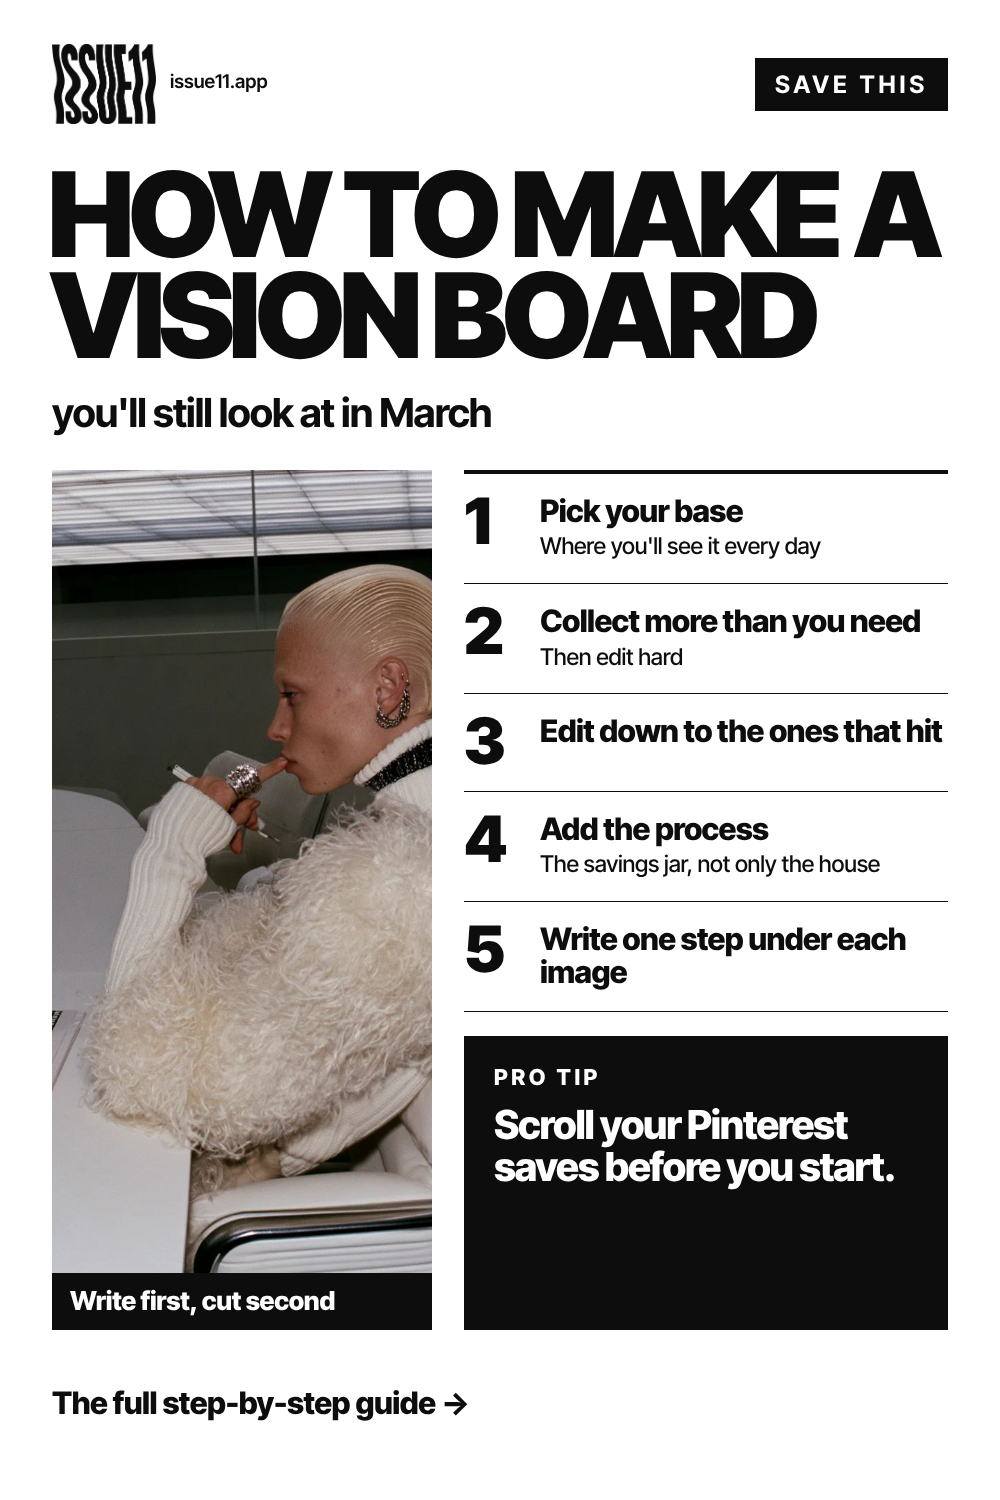 ISSUE11
issue11.app
SAVE THIS
HOW TO MAKE A
VISION BOARD
you'll still look at in March
1
Pick your base
Where you'll see it every day
2
Collect more than you need
Then edit hard
3
Edit down to the ones that hit
4
Add the process
The savings jar, not only the house
5
Write one step under each
image
PRO TIP
Scroll your Pinterest
saves before you start.
Write first, cut second
The full step-by-step guide →